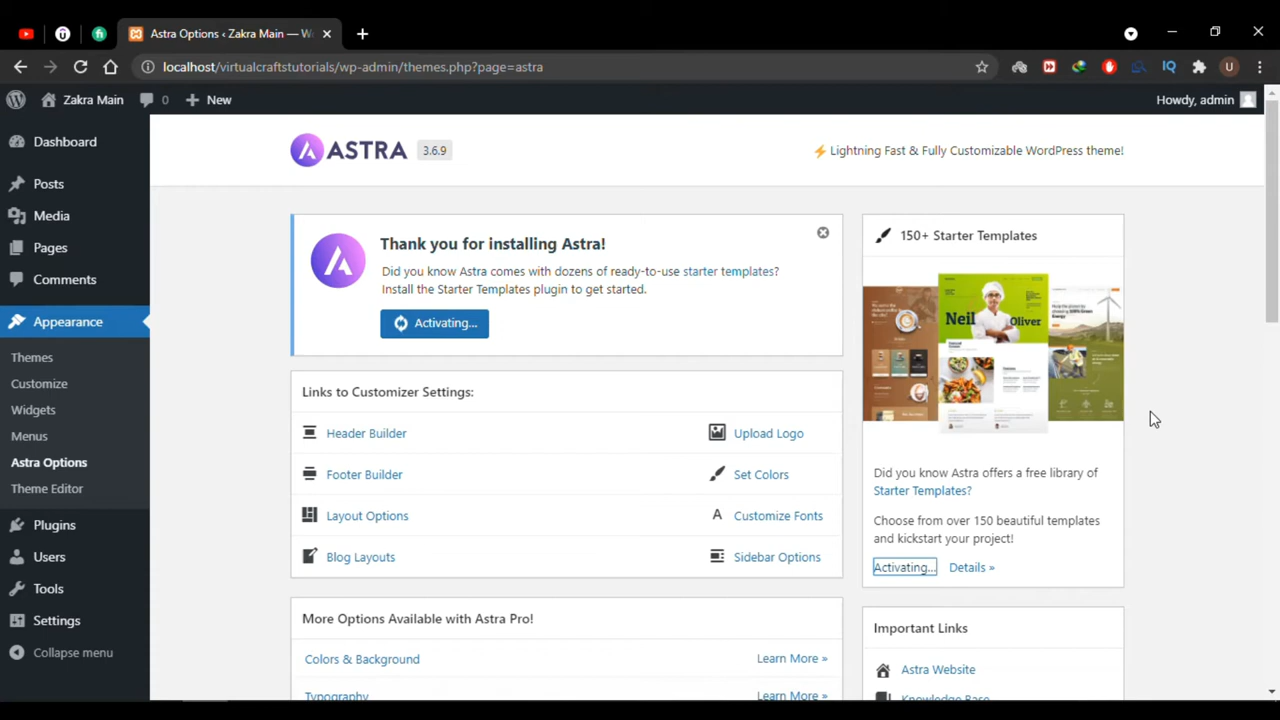 Astra Options ‹ Zakra Main — W
localhost/virtualcraftstutorials/wp-admin/themes.php?page=astra
U
Zakra Main
0
New
Howdy, admin
Dashboard
Posts
Media
Pages
Comments
Appearance
Themes
Customize
Widgets
Menus
Astra Options
Theme Editor
Plugins
Users
Tools
Settings
Collapse menu
ASTRA
3.6.9
Lightning Fast & Fully Customizable WordPress theme!
Thank you for installing Astra!
Did you know Astra comes with dozens of ready-to-use starter templates?
Install the Starter Templates plugin to get started.
Activating...
Links to Customizer Settings:
Header Builder
Upload Logo
Footer Builder
Set Colors
Layout Options
Customize Fonts
Blog Layouts
Sidebar Options
More Options Available with Astra Pro!
Colors & Background
Learn More »
Typography
Learn More »
150+ Starter Templates
Neil
Oliver
Did you know Astra offers a free library of
Starter Templates?
Choose from over 150 beautiful templates
and kickstart your project!
Activating...
Details »
Important Links
Astra Website
Knowledge Base